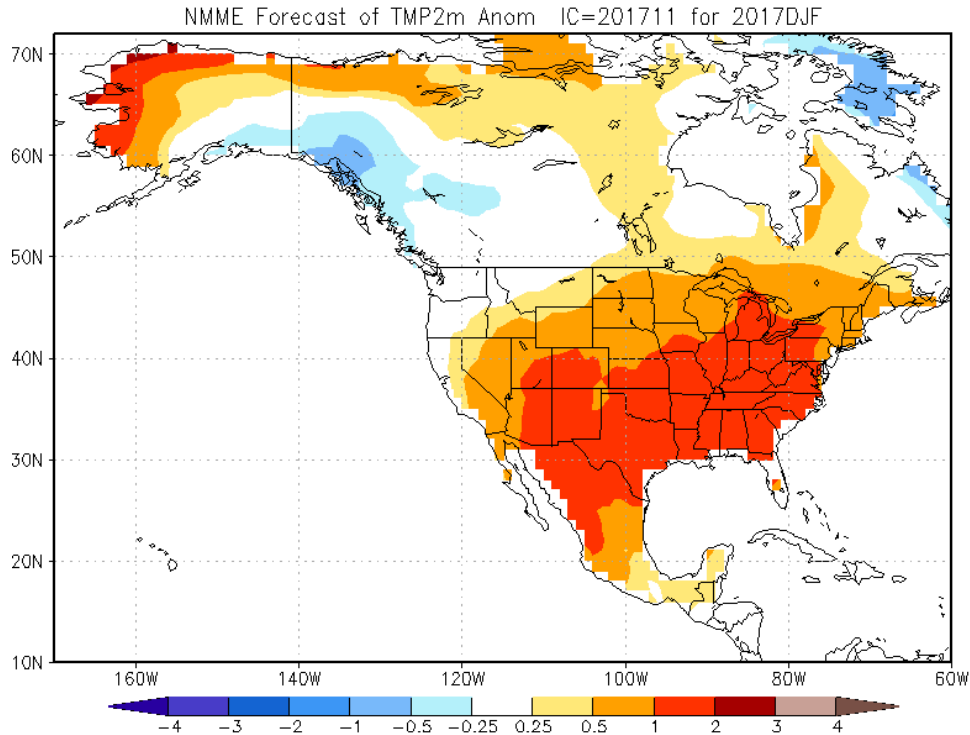 NMME Forecast of TMP2m Anom IC=201711 for 2017DJF
70N
60N
50N
40N
30N
20N
10N
160W 140W 120W 100W 80W 60W
-4 -3 -2 -1 -0.5 -0.25 0.25 0.5 1 2 3 4